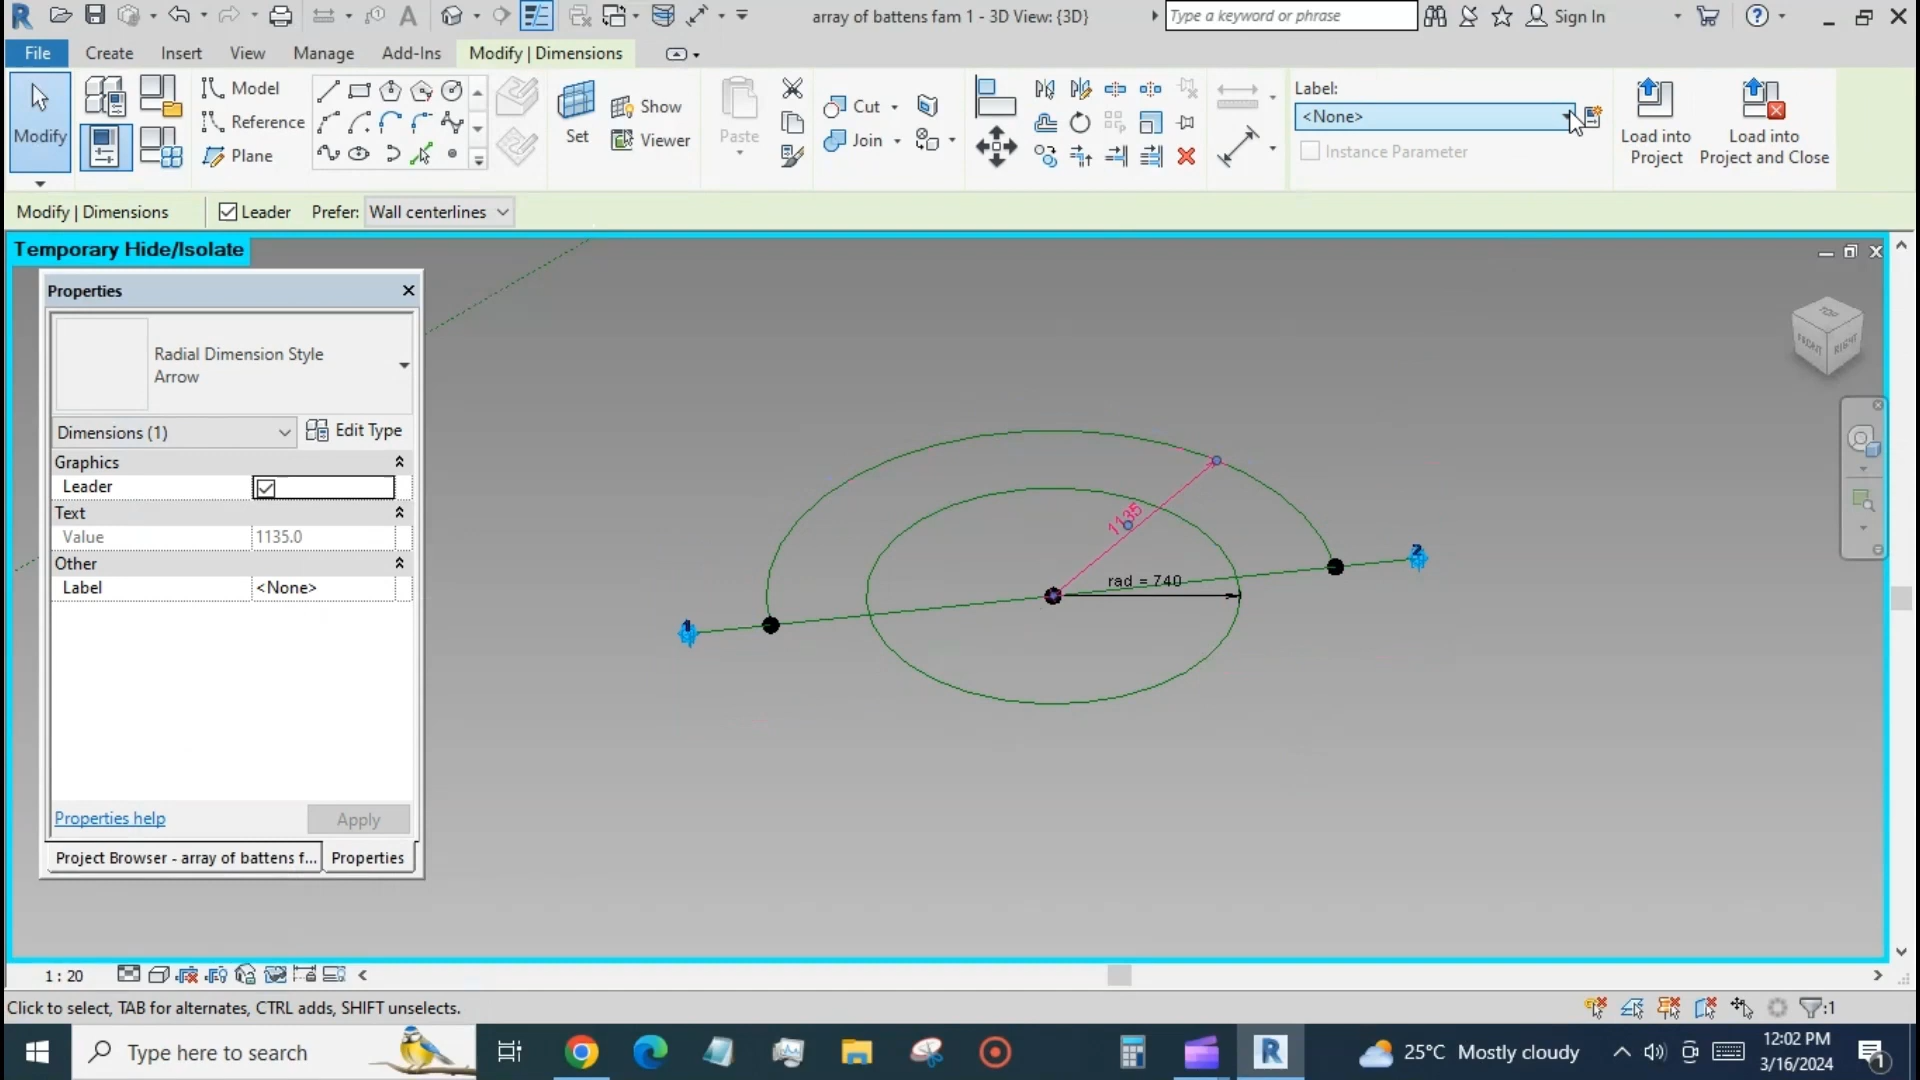 array of battens fam 1 - 3D View: {3D}
Type a keyword or phrase
Sign In
File Create Insert View Manage Add-Ins Modify | Dimensions
Modify
Model
Reference
Plane
Set
Show
Viewer
Paste
Cut
Join
Label:
<None>
Instance Parameter
Load into
Project
Load into
Project and Close
Modify | Dimensions Leader Prefer: Wall centerlines
Temporary Hide/Isolate
Properties
Radial Dimension Style
Arrow
Dimensions (1) Edit Type
Graphics
Leader
Text
Value 1135.0
Other
Label <None>
Properties help Apply
Project Browser - array of battens f... Properties
1135
rad = 740
1
2
TOP
FRONT
RIGHT
1 : 20
Click to select, TAB for alternates, CTRL adds, SHIFT unselects.
:1
Type here to search
25°C Mostly cloudy
12:02 PM
3/16/2024
1